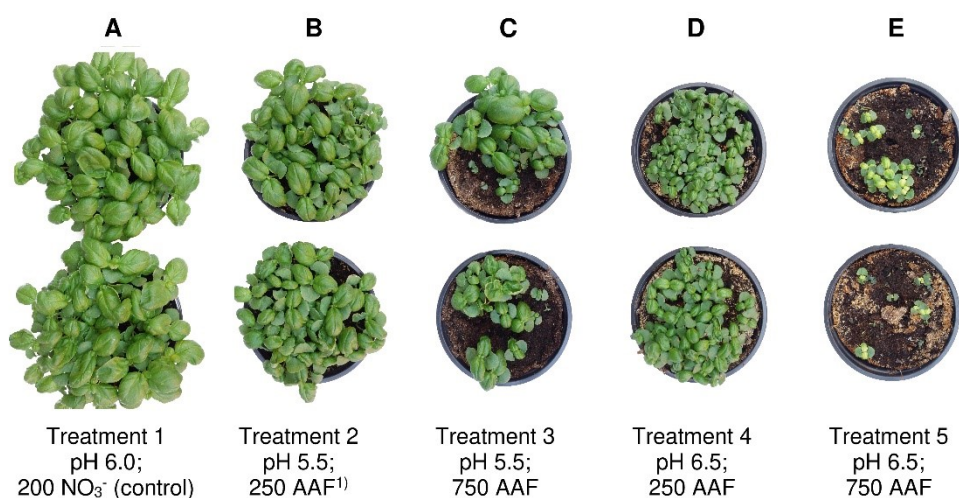 A B C D E
Treatment 1 Treatment 2 Treatment 3 Treatment 4 Treatment 5
pH 6.0; pH 5.5; pH 5.5; pH 6.5; pH 6.5;
200 NO₃⁻ (control) 250 AAF¹⁾ 750 AAF 250 AAF 750 AAF